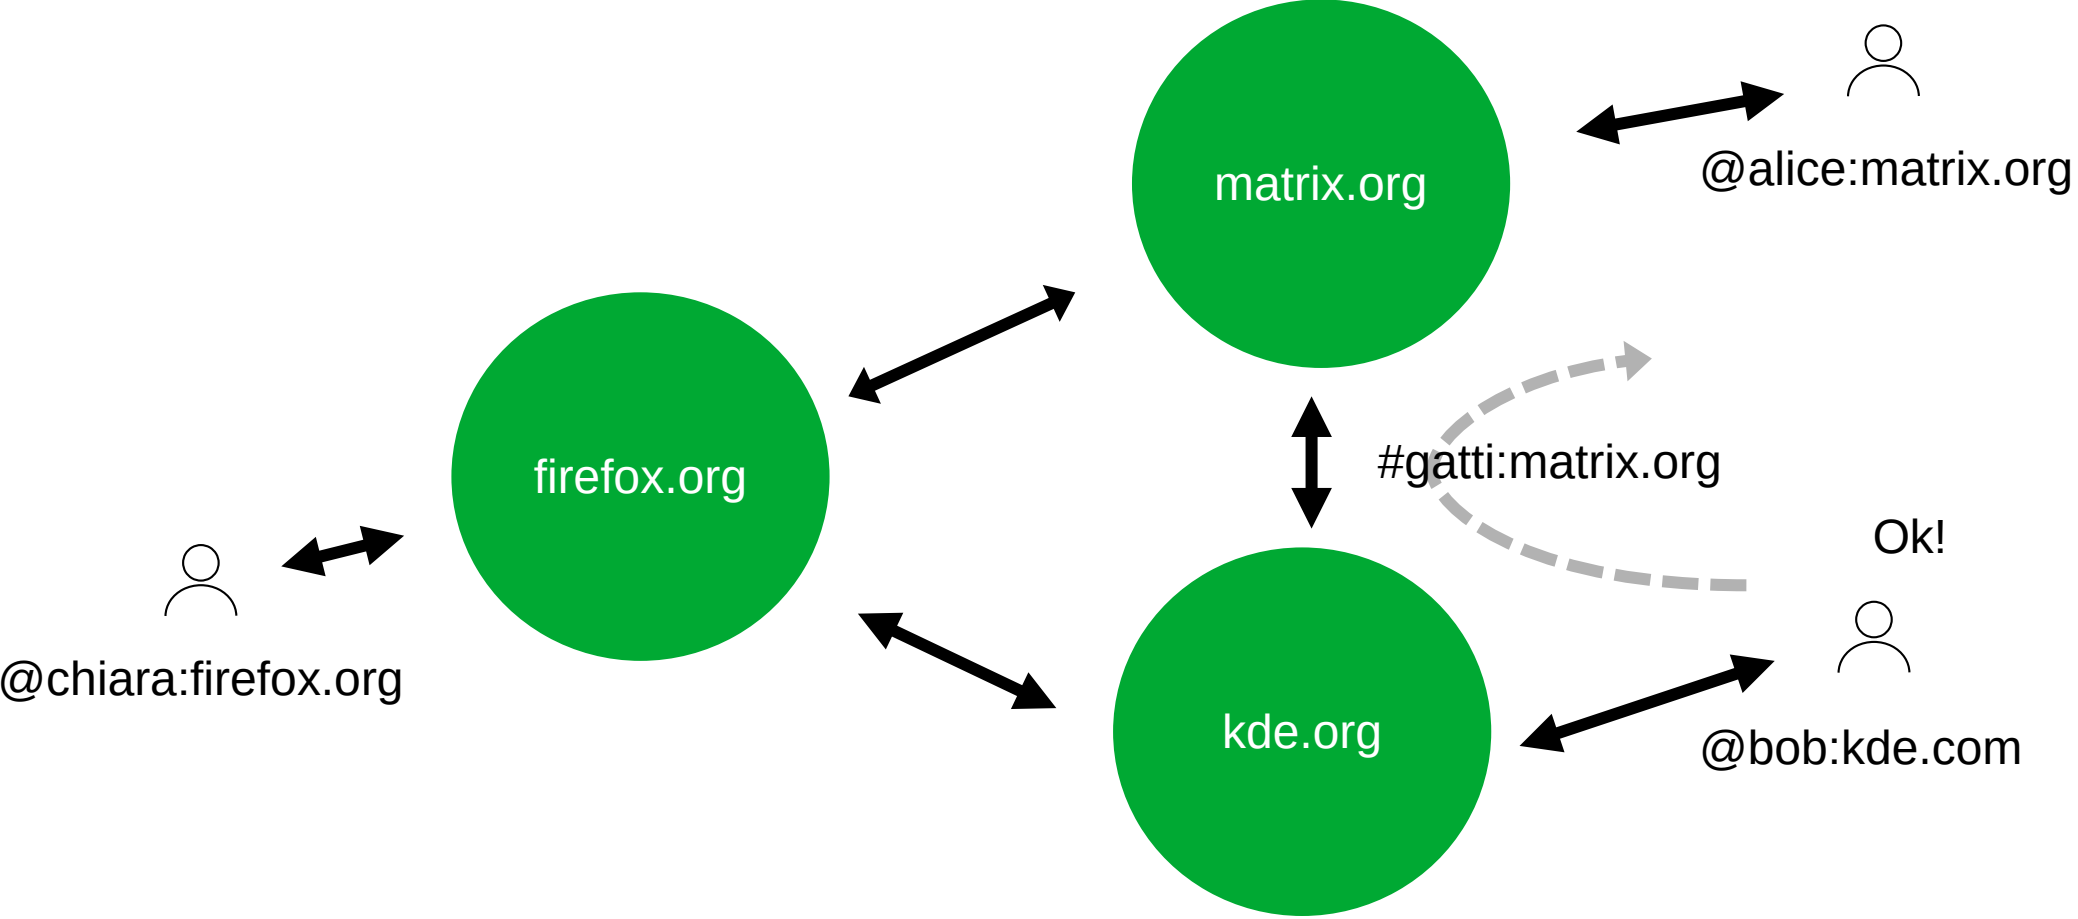 matrix.org
@alice:matrix.org
firefox.org
#gatti:matrix.org
Ok!
@chiara:firefox.org
kde.org
@bob:kde.com